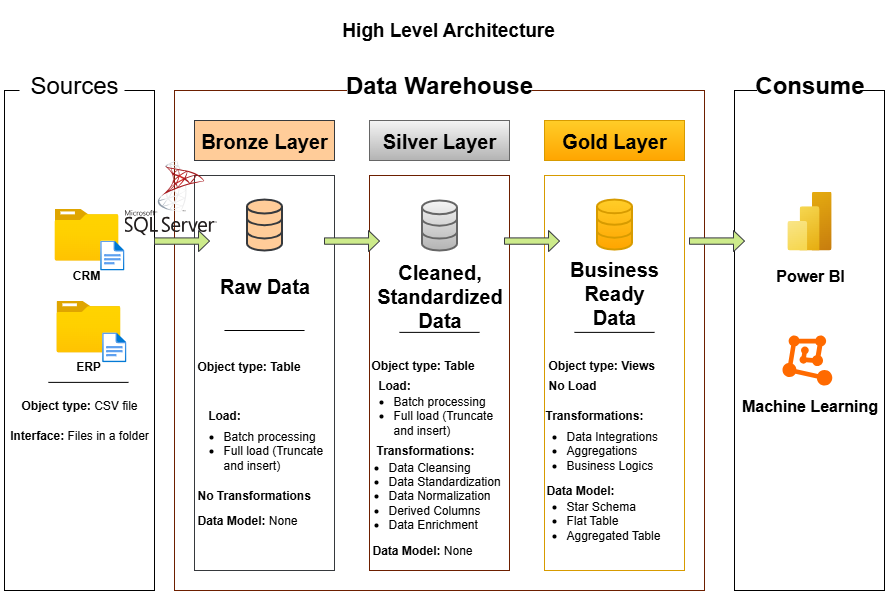 High Level Architecture
Sources
Data Warehouse
Consume
Bronze Layer
Silver Layer
Gold Layer
Microsoft
SQL Server
CRM
ERP
Object type: CSV file
Interface: Files in a folder
Raw Data
Object type: Table
Load:
• Batch processing
• Full load (Truncate
and insert)
No Transformations
Data Model: None
Cleaned,
Standardized
Data
Object type: Table
Load:
• Batch processing
• Full load (Truncate
and insert)
Transformations:
• Data Cleansing
• Data Standardization
• Data Normalization
• Derived Columns
• Data Enrichment
Data Model: None
Business
Ready
Data
Object type: Views
No Load
Transformations:
• Data Integrations
• Aggregations
• Business Logics
Data Model:
• Star Schema
• Flat Table
• Aggregated Table
Power BI
Machine Learning